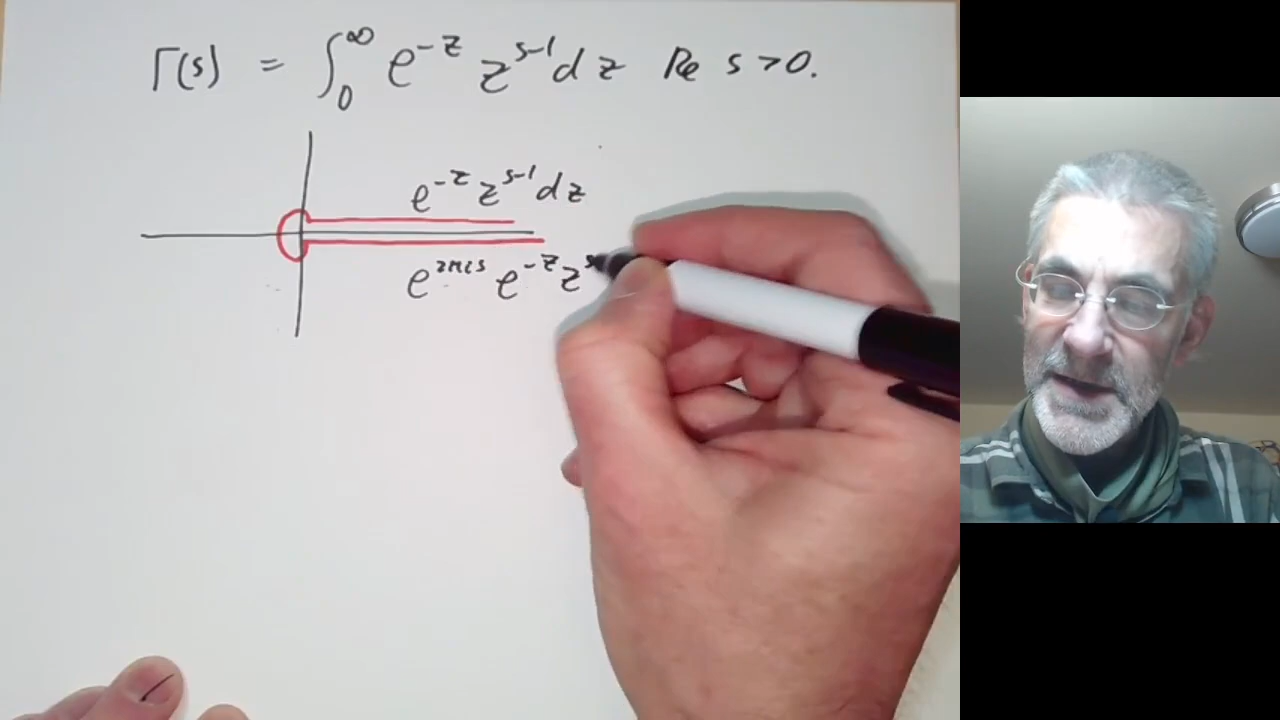 Γ(s) = ∫₀^∞ e^{-z} z^{s-1} dz Re s > 0.
e^{-z} z^{s-1} dz
e^{2πis} e^{-z} z^s